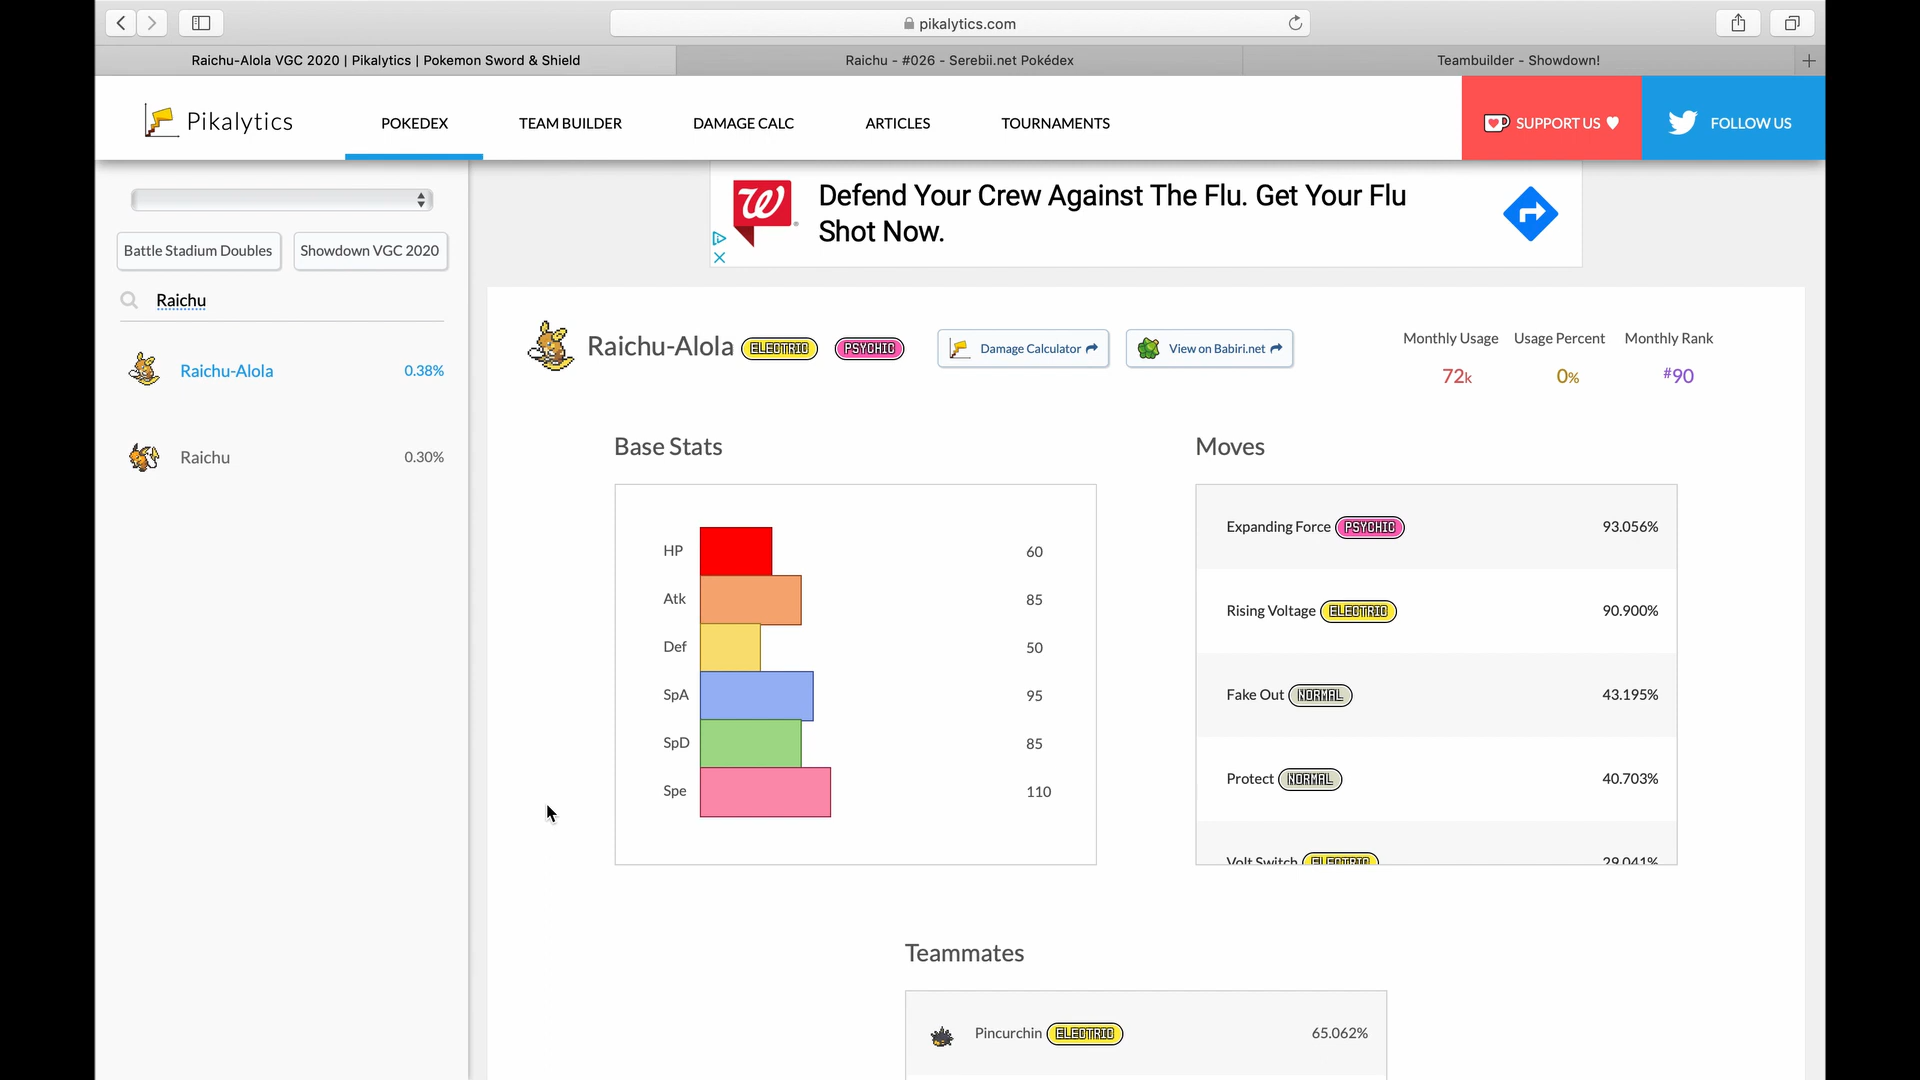 pikalytics.com
Raichu-Alola VGC 2020 | Pikalytics | Pokemon Sword & Shield
Raichu - #026 - Serebii.net Pokédex
Teambuilder - Showdown!
Pikalytics
POKEDEX
TEAM BUILDER
DAMAGE CALC
ARTICLES
TOURNAMENTS
SUPPORT US
FOLLOW US
Battle Stadium Doubles
Showdown VGC 2020
Raichu
Raichu-Alola 0.38%
Raichu 0.30%
Defend Your Crew Against The Flu. Get Your Flu
Shot Now.
Raichu-Alola ELECTRIC PSYCHIC
Damage Calculator
View on Babiri.net
Monthly Usage Usage Percent Monthly Rank
72k 0% #90
Base Stats
HP 60
Atk 85
Def 50
SpA 95
SpD 85
Spe 110
Moves
Expanding Force PSYCHIC 93.056%
Rising Voltage ELECTRIC 90.900%
Fake Out NORMAL 43.195%
Protect NORMAL 40.703%
Volt Switch ELECTRIC 29.041%
Teammates
Pincurchin ELECTRIC 65.062%